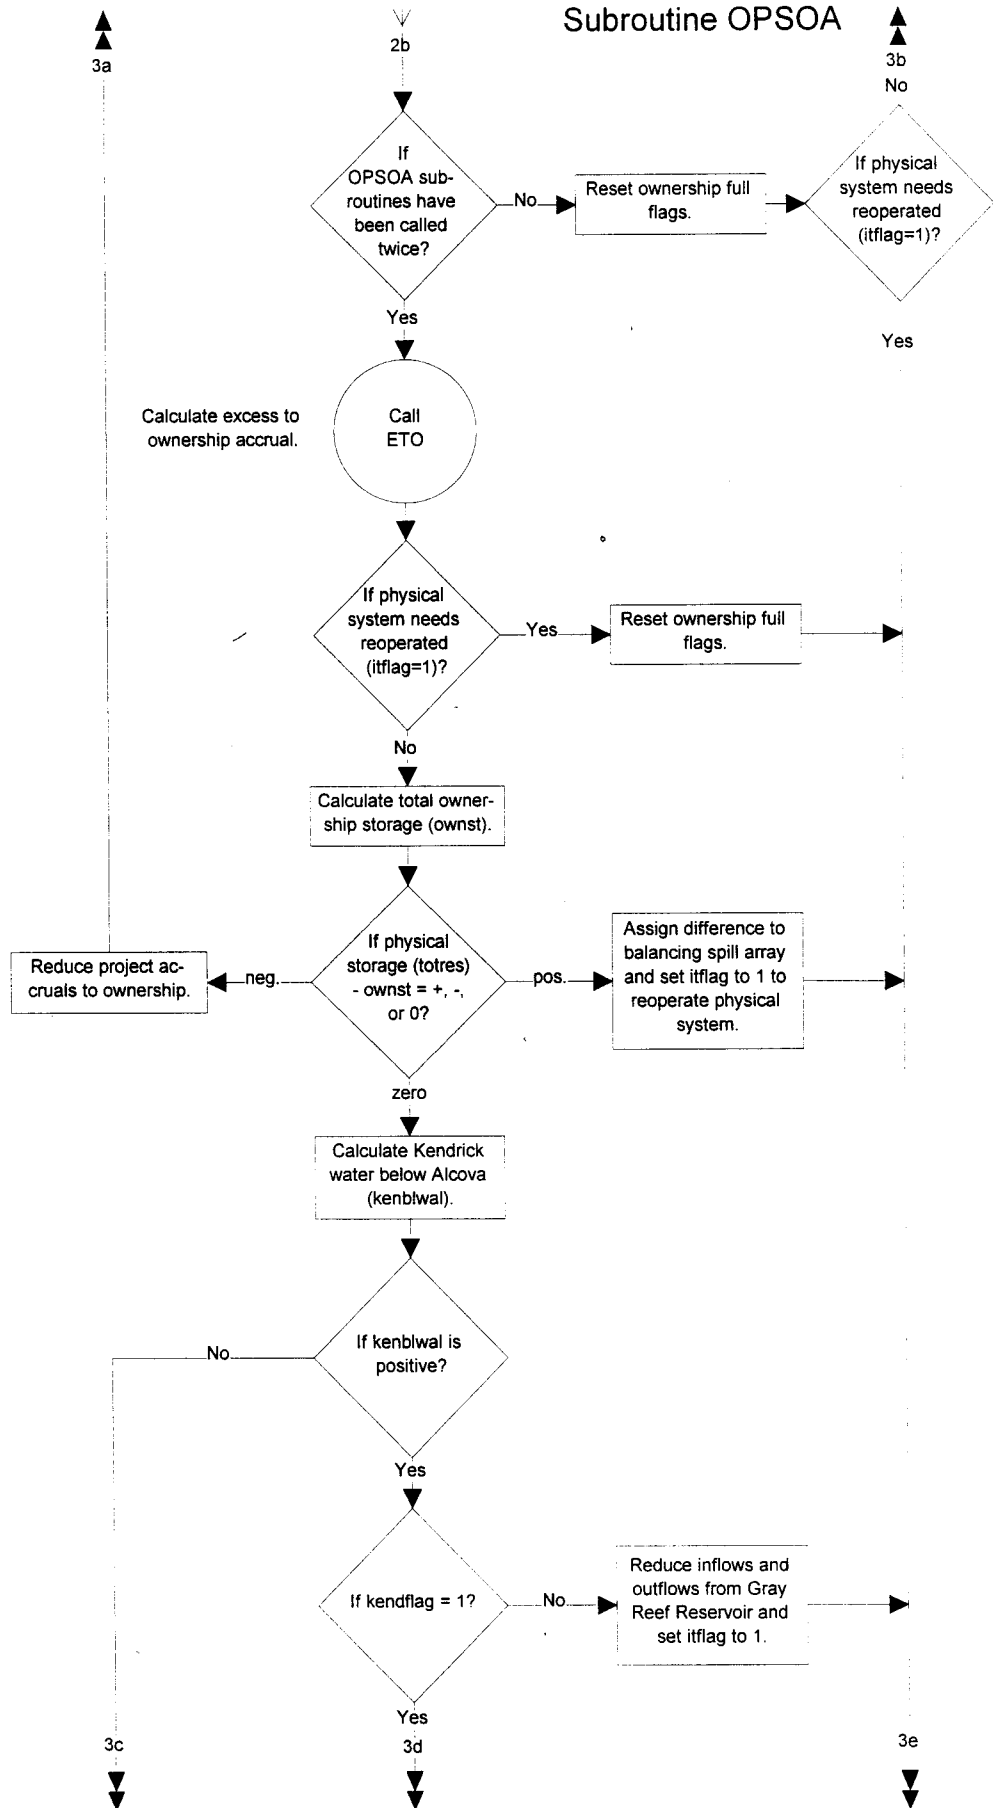 Subroutine OPSOA
3a
2b
3b
No
If
OPSOA sub-
routines have
been called
twice?
No
Reset ownership full
flags.
If physical
system needs
reoperated
(itflag=1)?
Yes
Yes
Calculate excess to
ownership accrual.
Call
ETO
If physical
system needs
reoperated
(itflag=1)?
Yes
Reset ownership full
flags.
No
Calculate total owner-
ship storage (ownst).
Reduce project ac-
cruals to ownership.
neg.
If physical
storage (totres)
- ownst = +, -,
or 0?
pos.
Assign difference to
balancing spill array
and set itflag to 1 to
reoperate physical
system.
zero
Calculate Kendrick
water below Alcova
(kenblwal).
No
If kenblwal is
positive?
Yes
If kendflag = 1?
No
Reduce inflows and
outflows from Gray
Reef Reservoir and
set itflag to 1.
Yes
3c
3d
3e